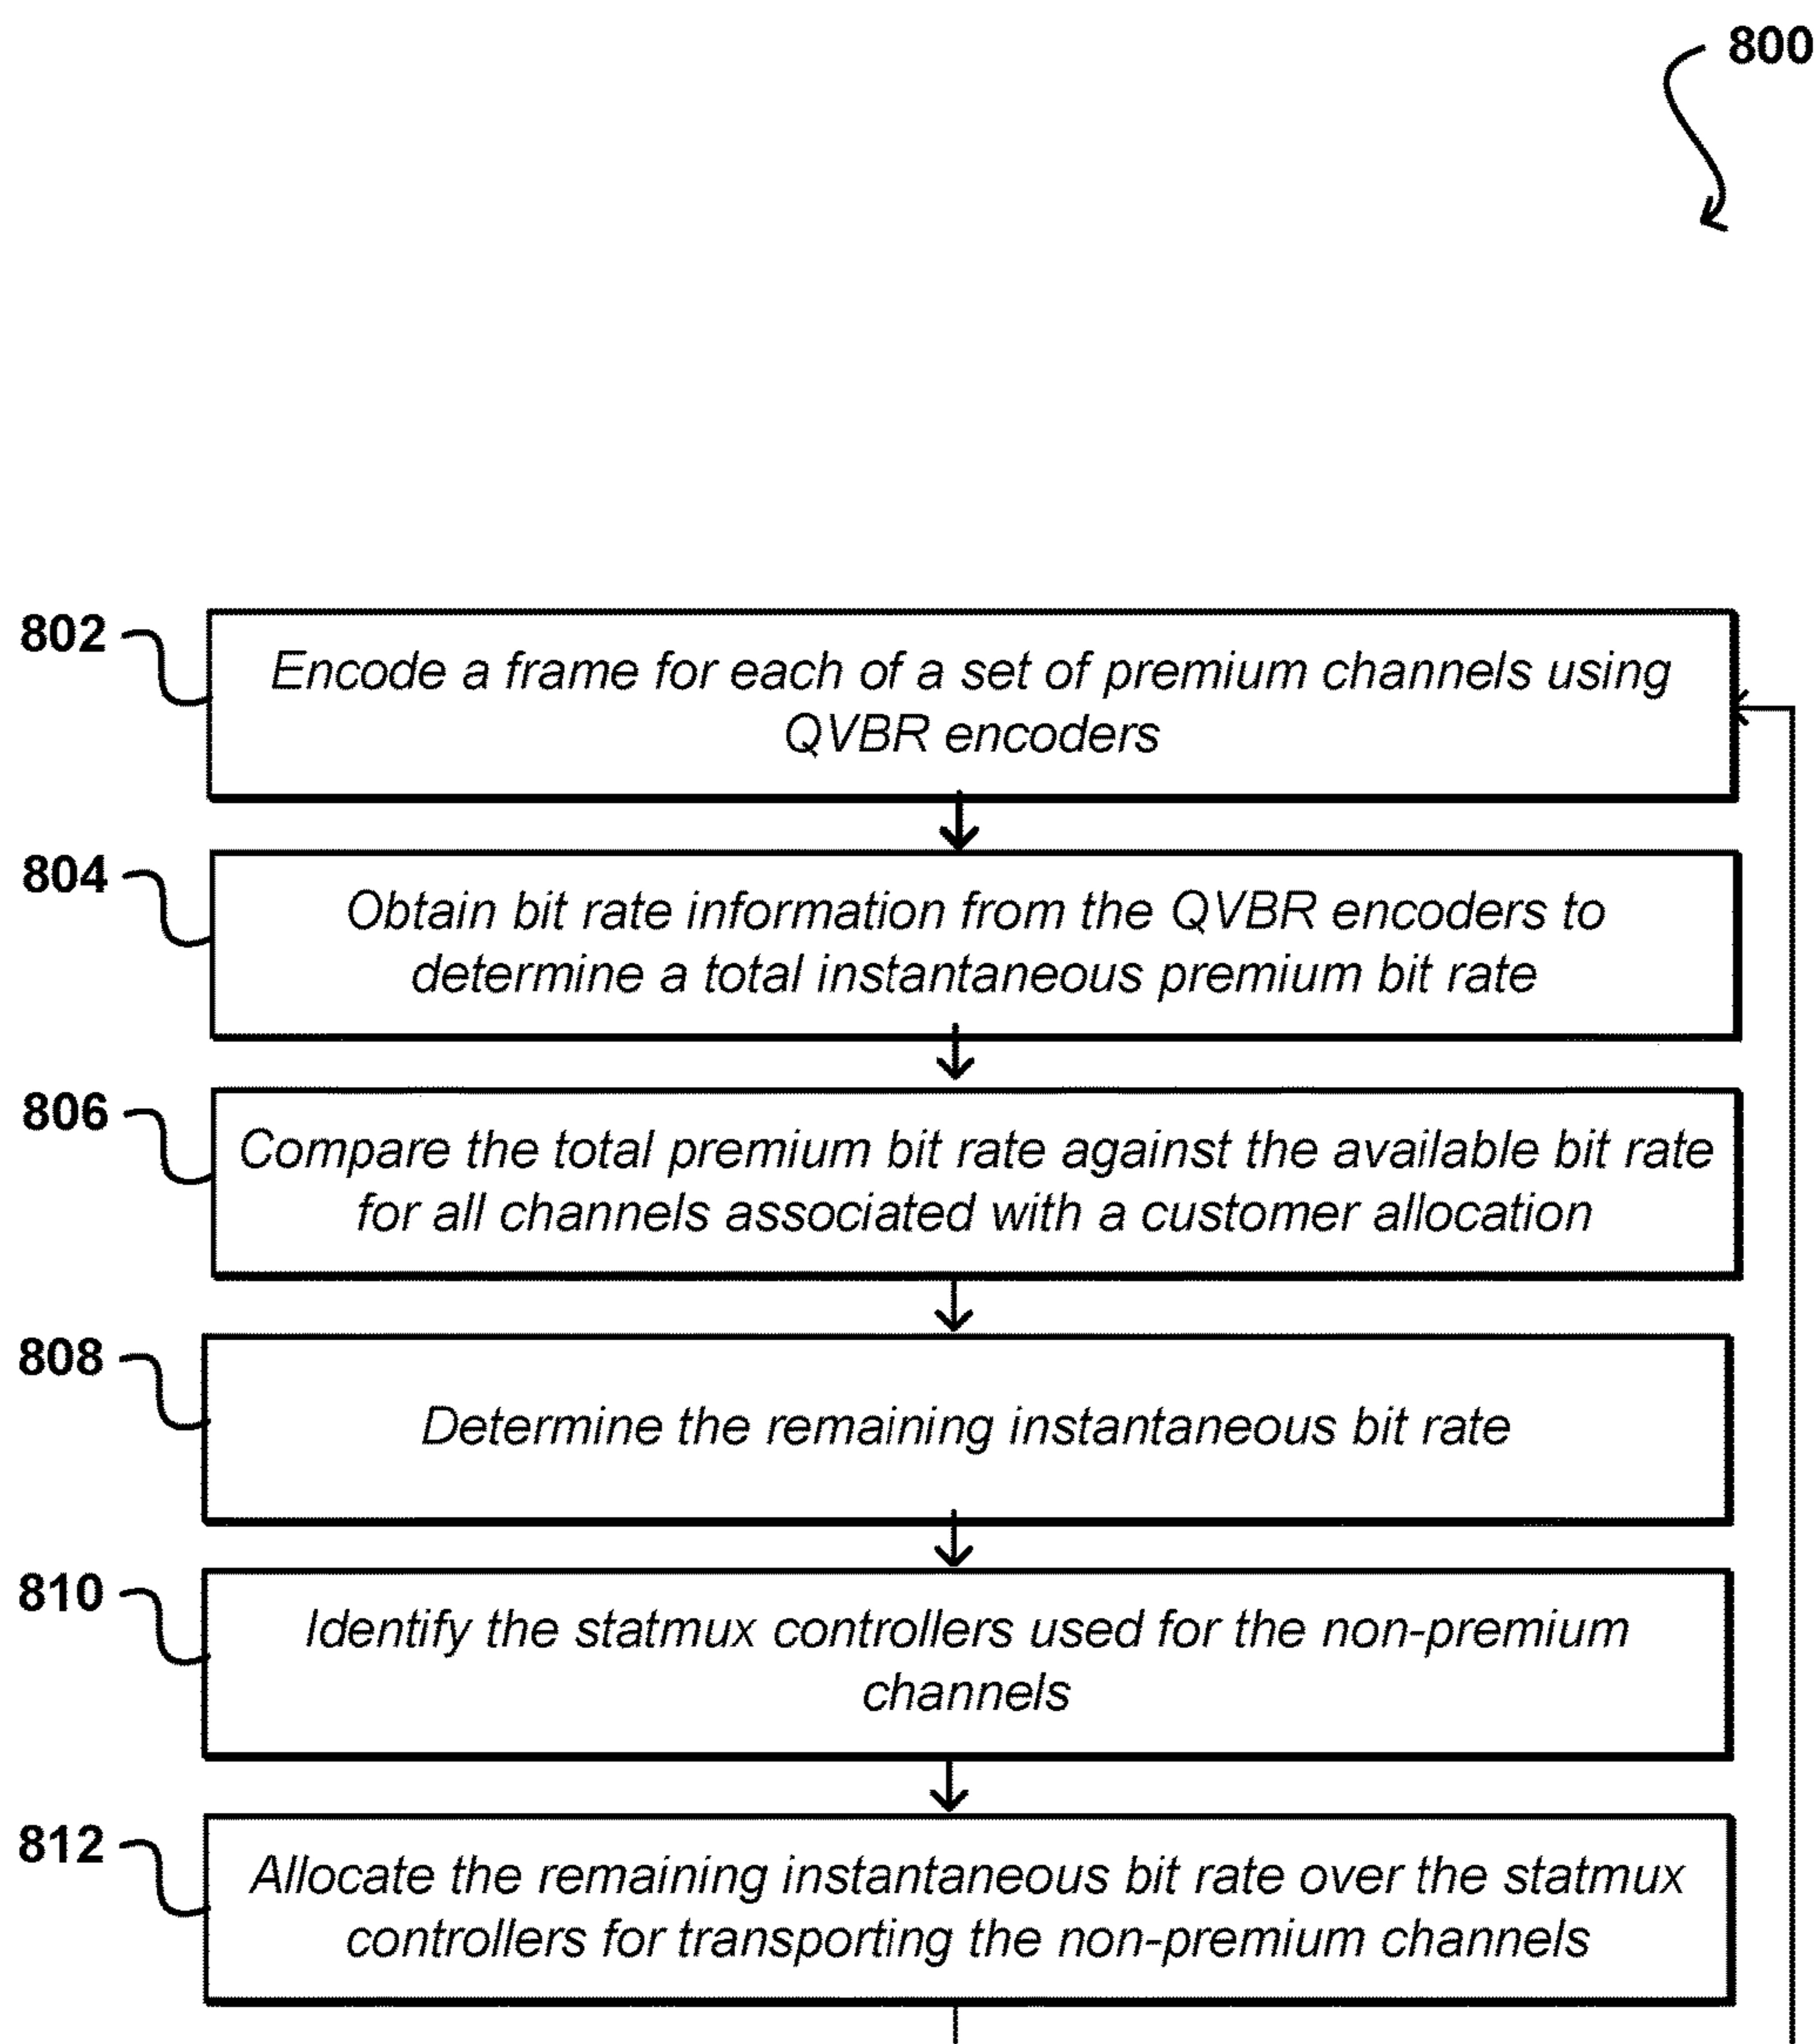 800
802
Encode a frame for each of a set of premium channels using
QVBR encoders
804
Obtain bit rate information from the QVBR encoders to
determine a total instantaneous premium bit rate
806
Compare the total premium bit rate against the available bit rate
for all channels associated with a customer allocation
808
Determine the remaining instantaneous bit rate
810
Identify the statmux controllers used for the non-premium
channels
812
Allocate the remaining instantaneous bit rate over the statmux
controllers for transporting the non-premium channels